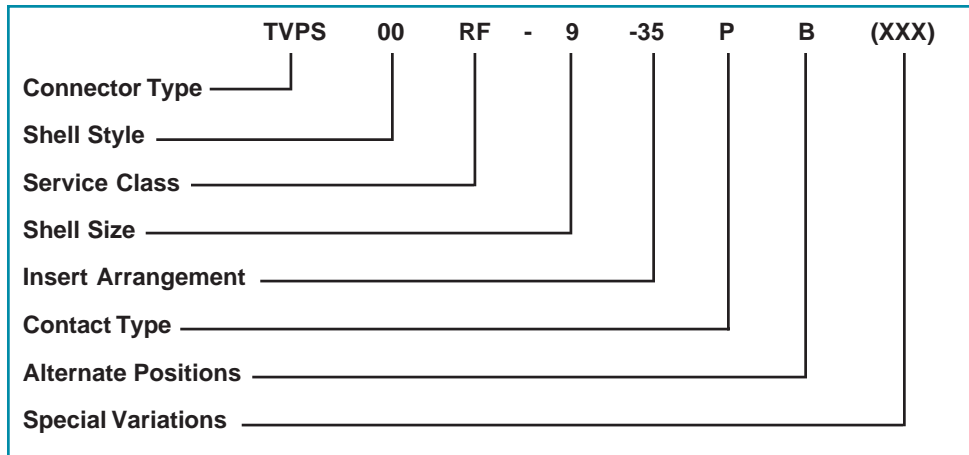 TVPS 00 RF - 9 -35 P B (XXX)
Connector Type
Shell Style
Service Class
Shell Size
Insert Arrangement
Contact Type
Alternate Positions
Special Variations